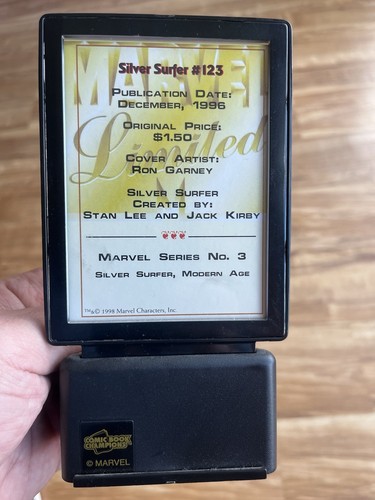 MARVEL
Limited
Silver Surfer #123
Publication Date:
December, 1996
Original Price:
$1.50
Cover Artist:
Ron Garney
Silver Surfer
Created by:
Stan Lee and Jack Kirby
Marvel Series No. 3
Silver Surfer, Modern Age
™&© 1998 Marvel Characters, Inc.
COMIC BOOK
CHAMPIONS
© MARVEL